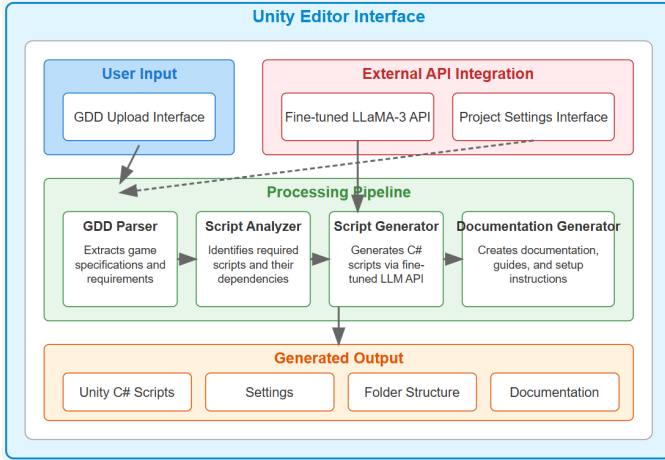 Unity Editor Interface
User Input
External API Integration
GDD Upload Interface
Fine-tuned LLaMA-3 API
Project Settings Interface
Processing Pipeline
GDD Parser
Extracts game
specifications and
requirements
Script Analyzer
Identifies required
scripts and their
dependencies
Script Generator
Generates C#
scripts via fine-
tuned LLM API
Documentation Generator
Creates documentation,
guides, and setup
instructions
Generated Output
Unity C# Scripts
Settings
Folder Structure
Documentation